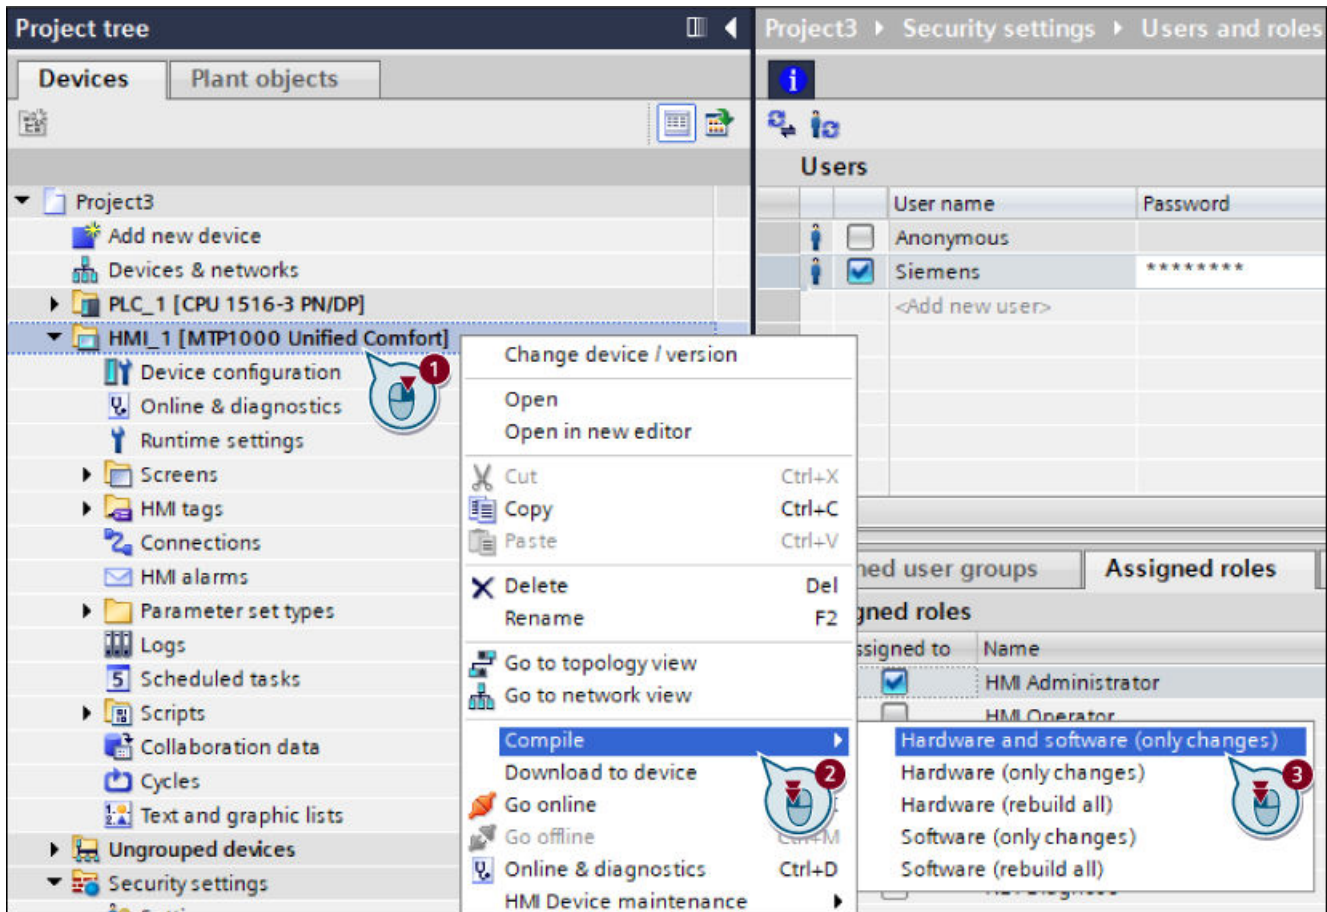 Project tree
Devices
Plant objects
Project3
Add new device
Devices & networks
PLC_1 [CPU 1516-3 PN/DP]
HMI_1 [MTP1000 Unified Comfort]
Device configuration
Online & diagnostics
Runtime settings
Screens
HMI tags
Connections
HMI alarms
Parameter set types
Logs
Scheduled tasks
Scripts
Collaboration data
Cycles
Text and graphic lists
Ungrouped devices
Security settings
1
Change device / version
Open
Open in new editor
Cut Ctrl+X
Copy Ctrl+C
Paste Ctrl+V
Delete Del
Rename F2
Go to topology view
Go to network view
Compile
Download to device
Go online
Go offline
Online & diagnostics Ctrl+D
HMI Device maintenance
2
Hardware and software (only changes)
Hardware (only changes)
Hardware (rebuild all)
Software (only changes)
Software (rebuild all)
3
Project3 Security settings Users and roles
Users
User name Password
Anonymous
Siemens ********
<Add new user>
ned user groups Assigned roles
gned roles
ssigned to Name
HMI Administrator
HMI Operator